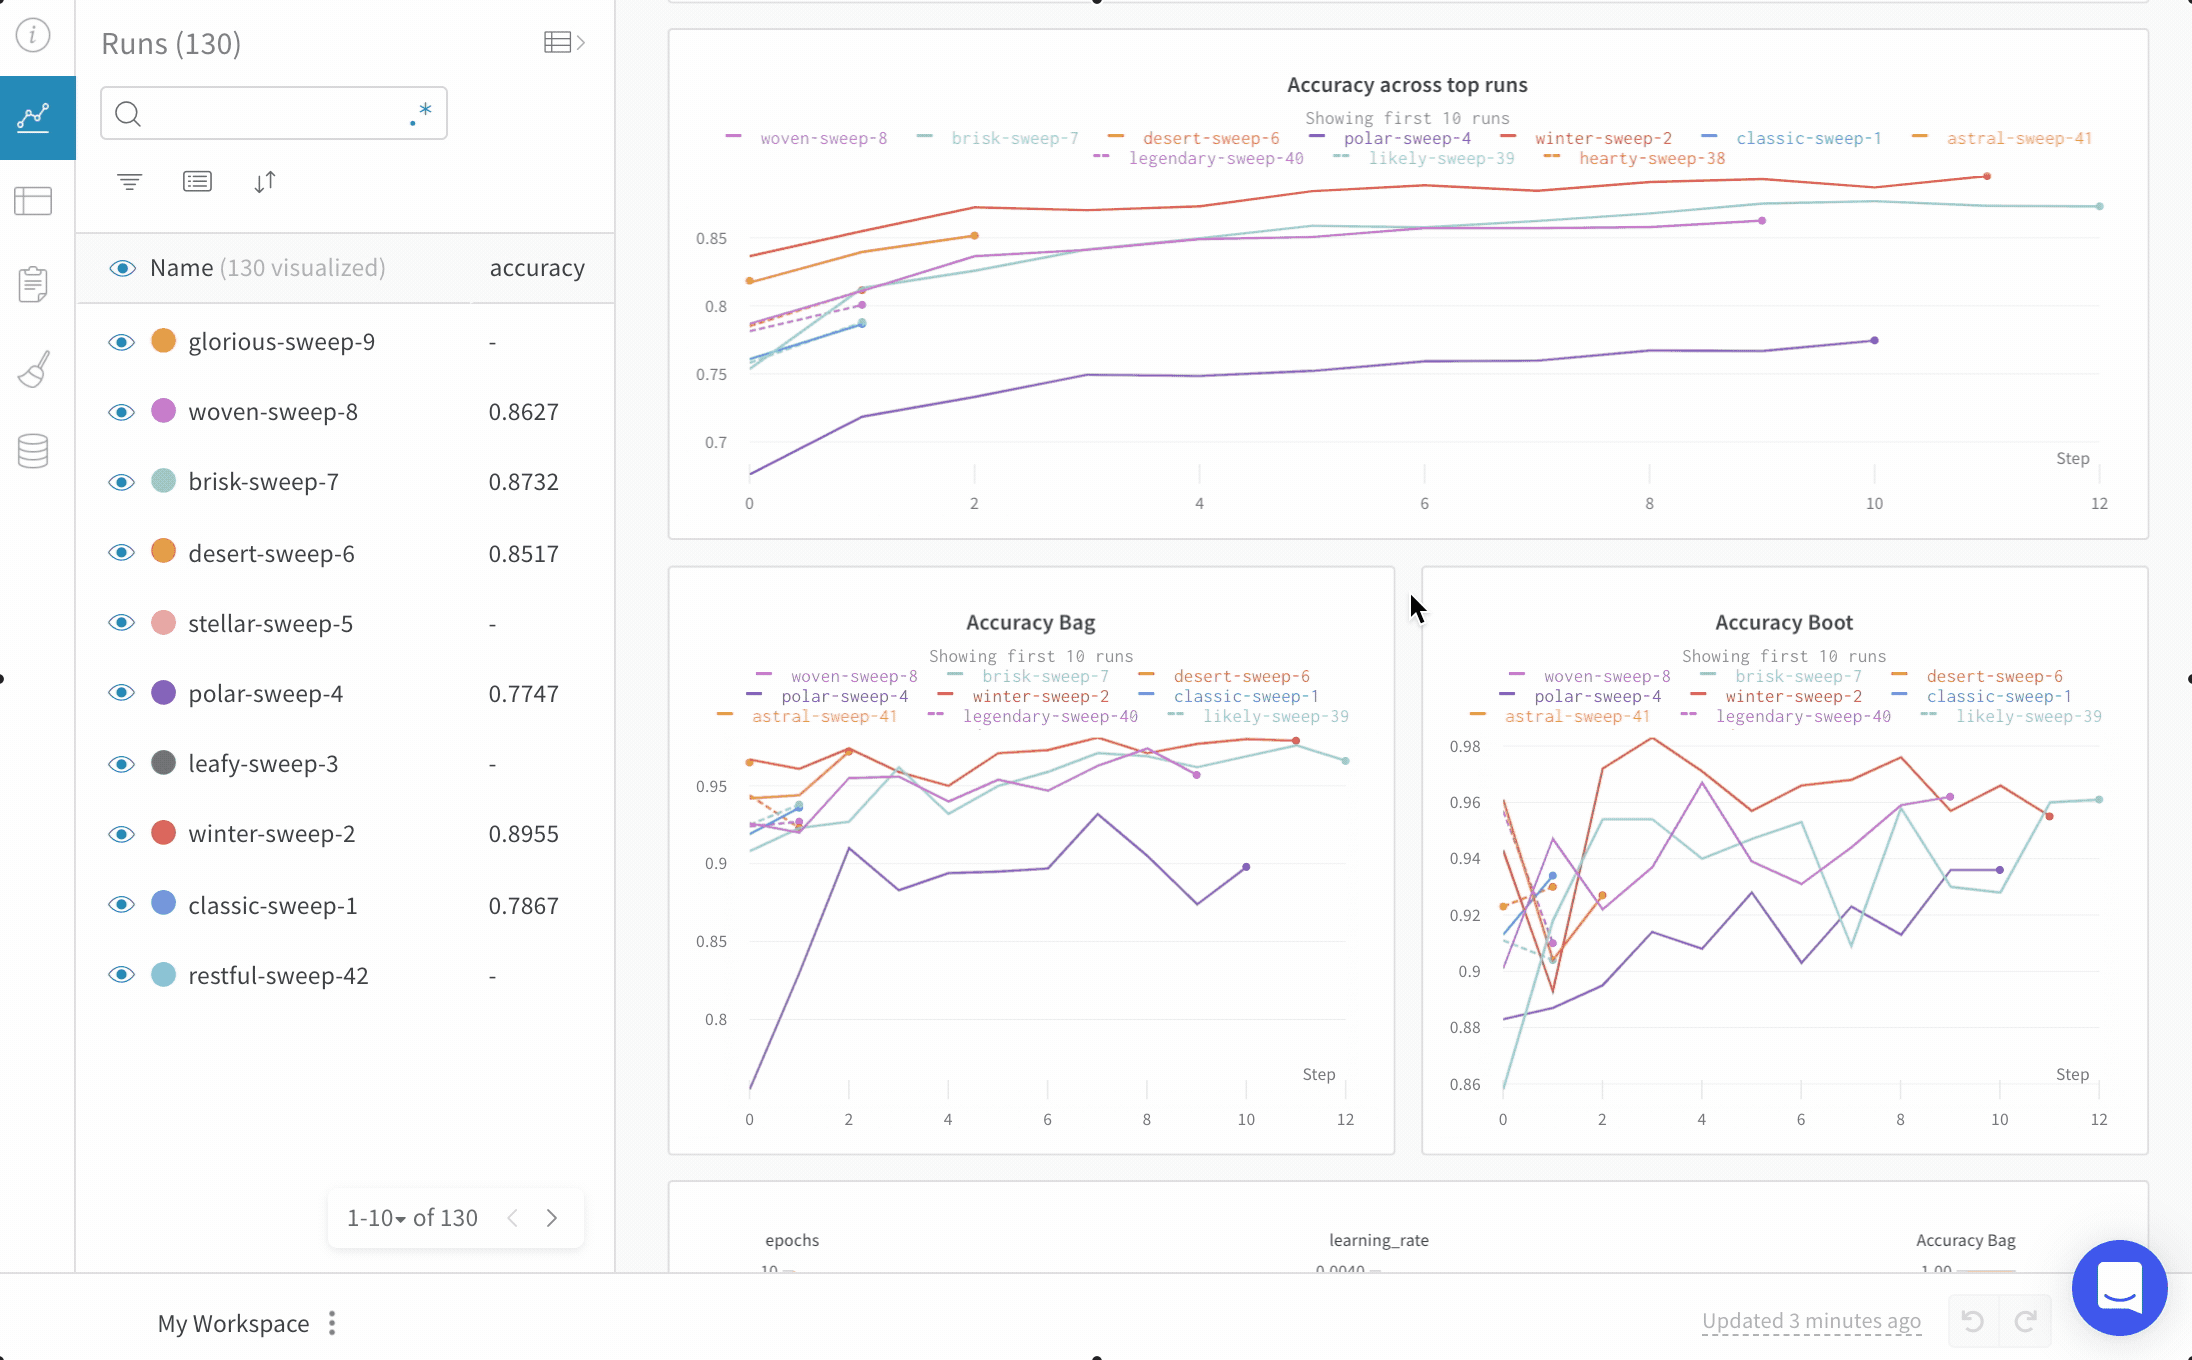 Runs (130)
.*
Name (130 visualized) accuracy
glorious-sweep-9 -
woven-sweep-8 0.8627
brisk-sweep-7 0.8732
desert-sweep-6 0.8517
stellar-sweep-5 -
polar-sweep-4 0.7747
leafy-sweep-3 -
winter-sweep-2 0.8955
classic-sweep-1 0.7867
restful-sweep-42 -
1-10 of 130
Accuracy across top runs
Showing first 10 runs
woven-sweep-8 brisk-sweep-7 desert-sweep-6 polar-sweep-4 winter-sweep-2 classic-sweep-1 astral-sweep-41
legendary-sweep-40 likely-sweep-39 hearty-sweep-38
0.85
0.8
0.75
0.7
Step
0 2 4 6 8 10 12
Accuracy Bag
Showing first 10 runs
woven-sweep-8 brisk-sweep-7 desert-sweep-6
polar-sweep-4 winter-sweep-2 classic-sweep-1
astral-sweep-41 legendary-sweep-40 likely-sweep-39
0.95
0.9
0.85
0.8
Step
0 2 4 6 8 10 12
Accuracy Boot
Showing first 10 runs
woven-sweep-8 brisk-sweep-7 desert-sweep-6
polar-sweep-4 winter-sweep-2 classic-sweep-1
astral-sweep-41 legendary-sweep-40 likely-sweep-39
0.98
0.96
0.94
0.92
0.9
0.88
0.86
Step
0 2 4 6 8 10 12
epochs learning_rate Accuracy Bag
10 0.0040 1.00
My Workspace
Updated 3 minutes ago